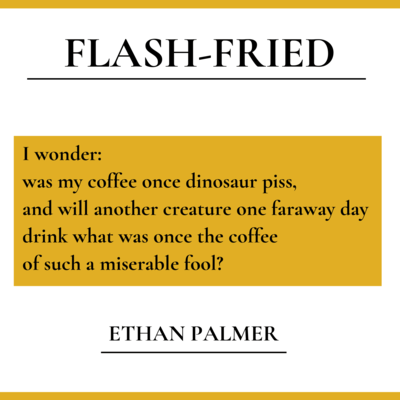 FLASH-FRIED
I wonder:
was my coffee once dinosaur piss,
and will another creature one faraway day
drink what was once the coffee
of such a miserable fool?
ETHAN PALMER